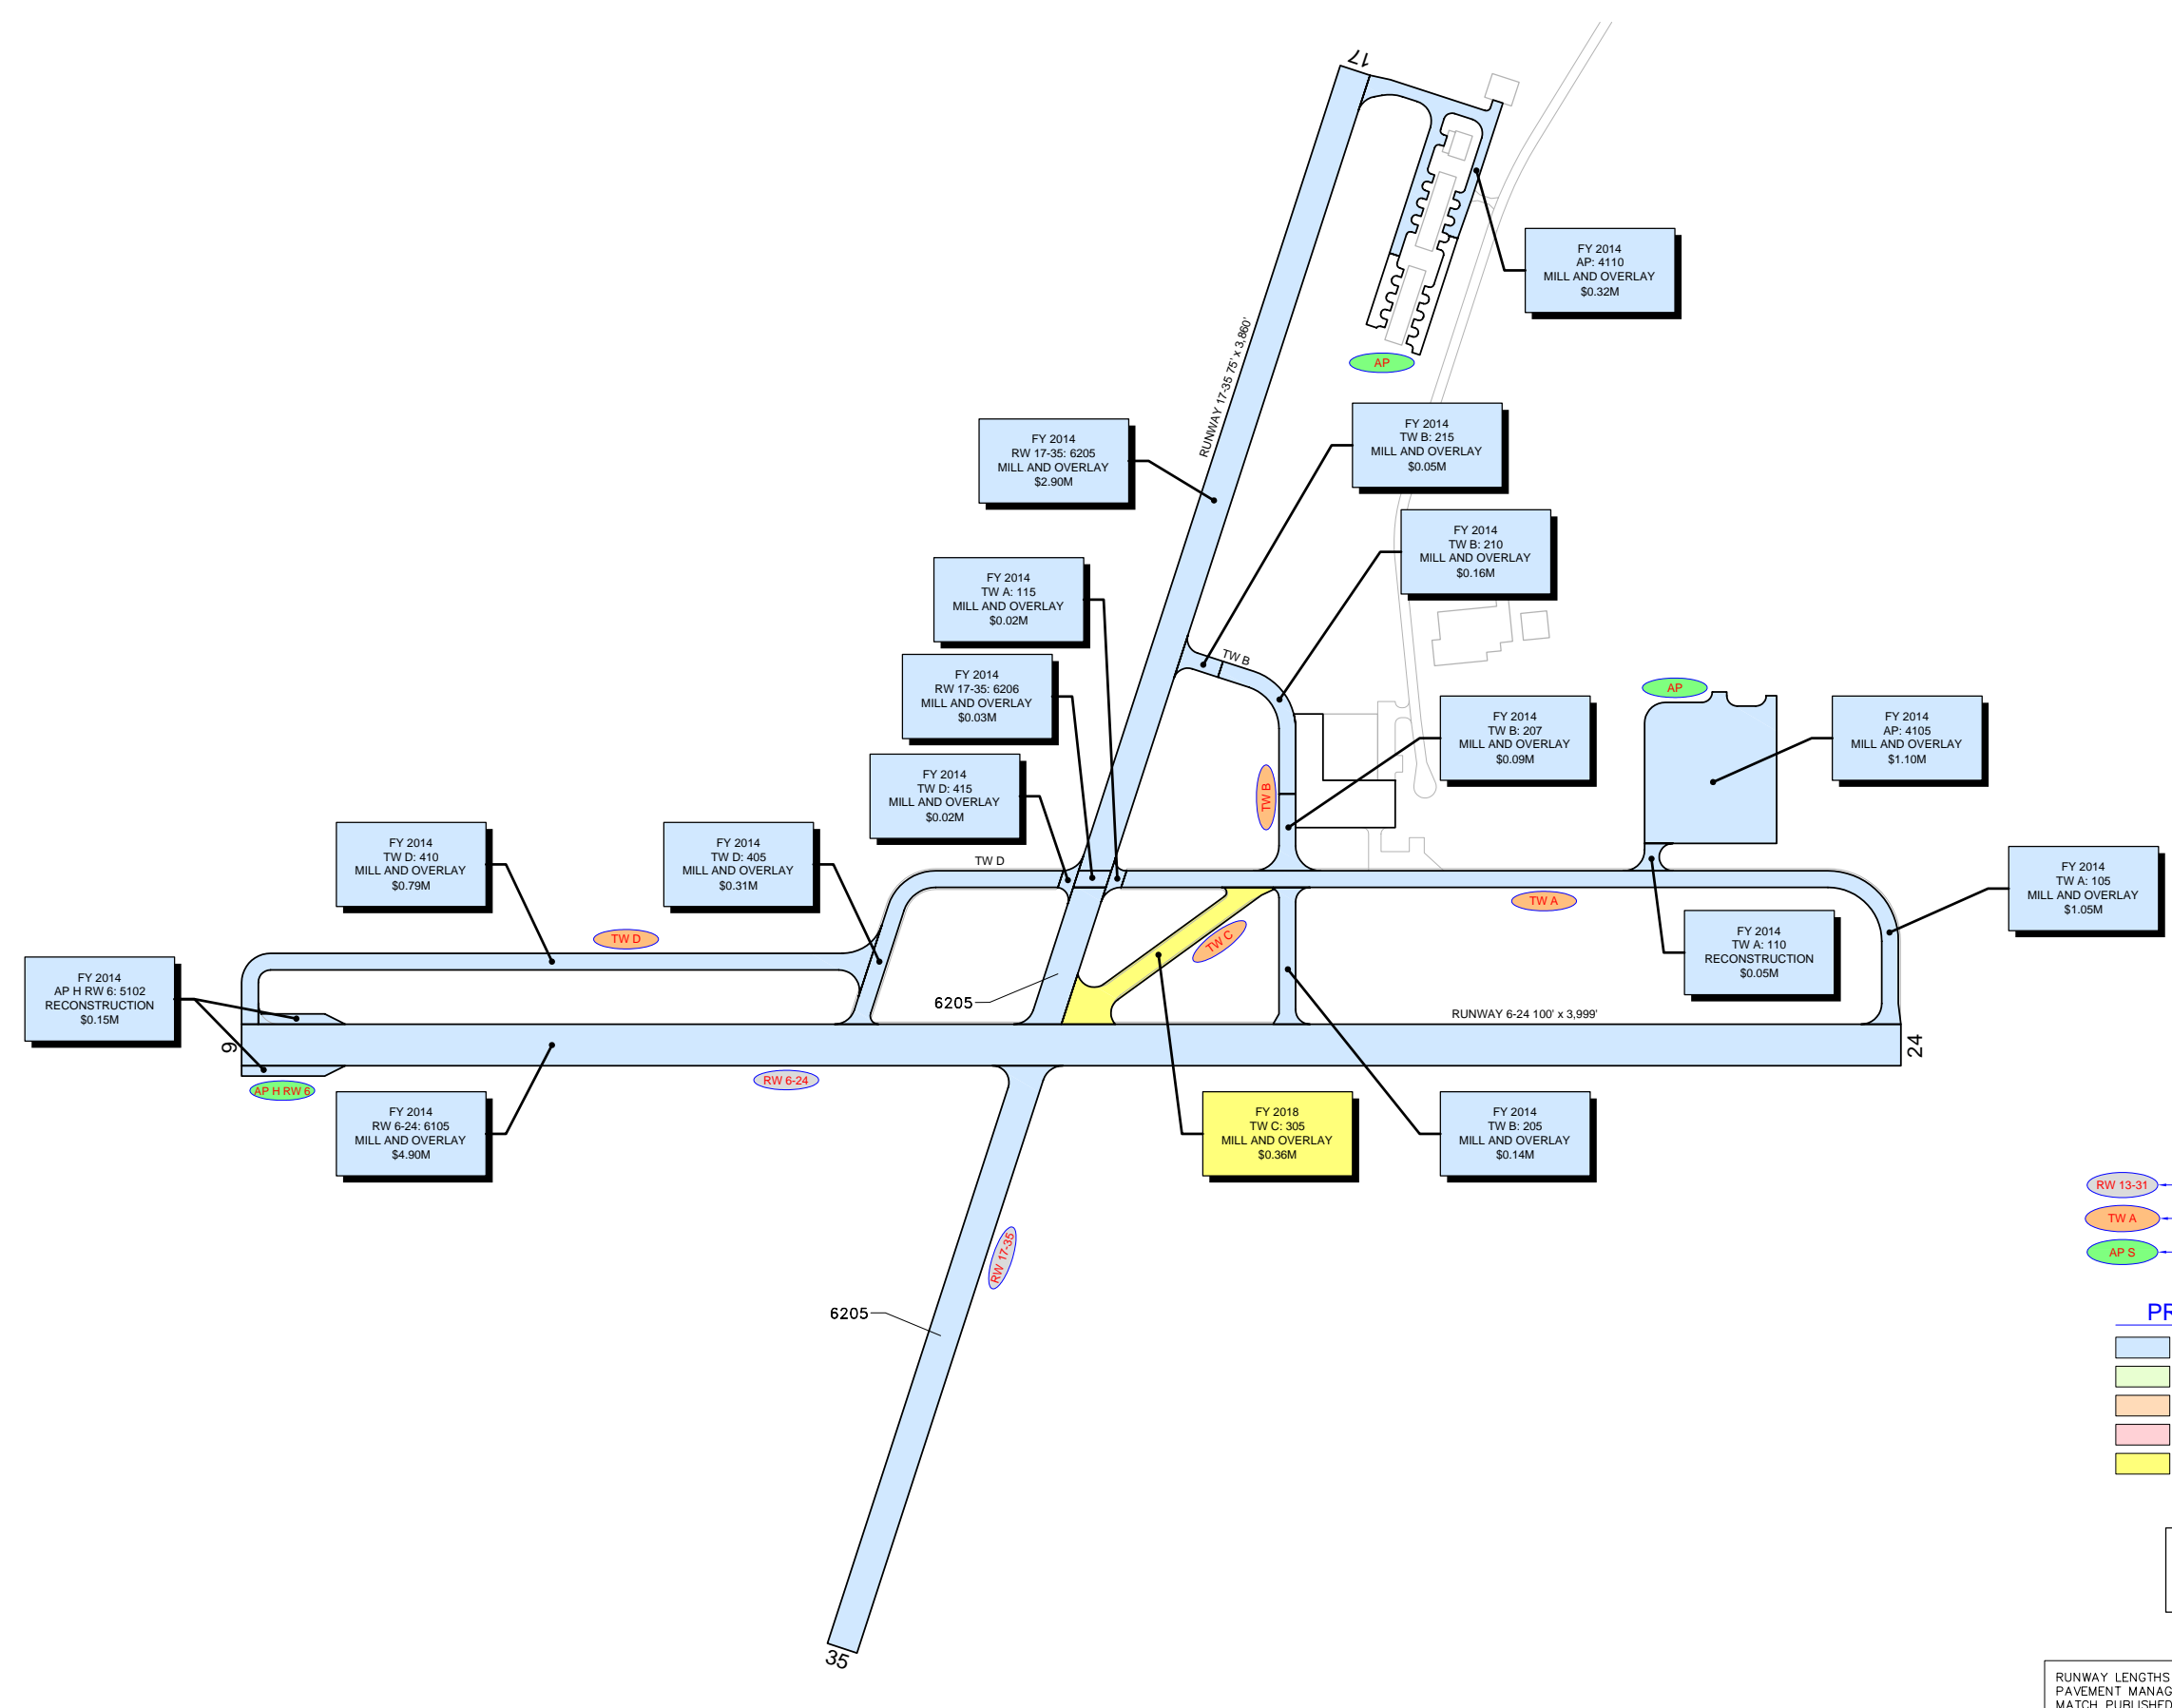 17
FY 2014
AP: 4110
MILL AND OVERLAY
$0.32M
RUNWAY 17-35 75' x 3,860'
AP
FY 2014
RW 17-35: 6205
MILL AND OVERLAY
$2.90M
FY 2014
TW B: 215
MILL AND OVERLAY
$0.05M
FY 2014
TW B: 210
MILL AND OVERLAY
$0.16M
FY 2014
TW A: 115
MILL AND OVERLAY
$0.02M
FY 2014
RW 17-35: 6206
MILL AND OVERLAY
$0.03M
TW B
AP
FY 2014
TW B: 207
MILL AND OVERLAY
$0.09M
FY 2014
AP: 4105
MILL AND OVERLAY
$1.10M
FY 2014
TW D: 415
MILL AND OVERLAY
$0.02M
TW B
FY 2014
TW D: 410
MILL AND OVERLAY
$0.79M
FY 2014
TW D: 405
MILL AND OVERLAY
$0.31M
TW D
FY 2014
TW A: 105
MILL AND OVERLAY
$1.05M
TW A
TW D
TW C
FY 2014
TW A: 110
RECONSTRUCTION
$0.05M
FY 2014
AP H RW 6: 5102
RECONSTRUCTION
$0.15M
6205
RUNWAY 6-24 100' x 3,999'
6
24
AP H RW 6
RW 6-24
FY 2014
RW 6-24: 6105
MILL AND OVERLAY
$4.90M
FY 2018
TW C: 305
MILL AND OVERLAY
$0.36M
FY 2014
TW B: 205
MILL AND OVERLAY
$0.14M
RW 13-31
TW A
AP S
RW 17-35
6205
PR
35
RUNWAY LENGTHS
PAVEMENT MANAG
MATCH PUBLISHED